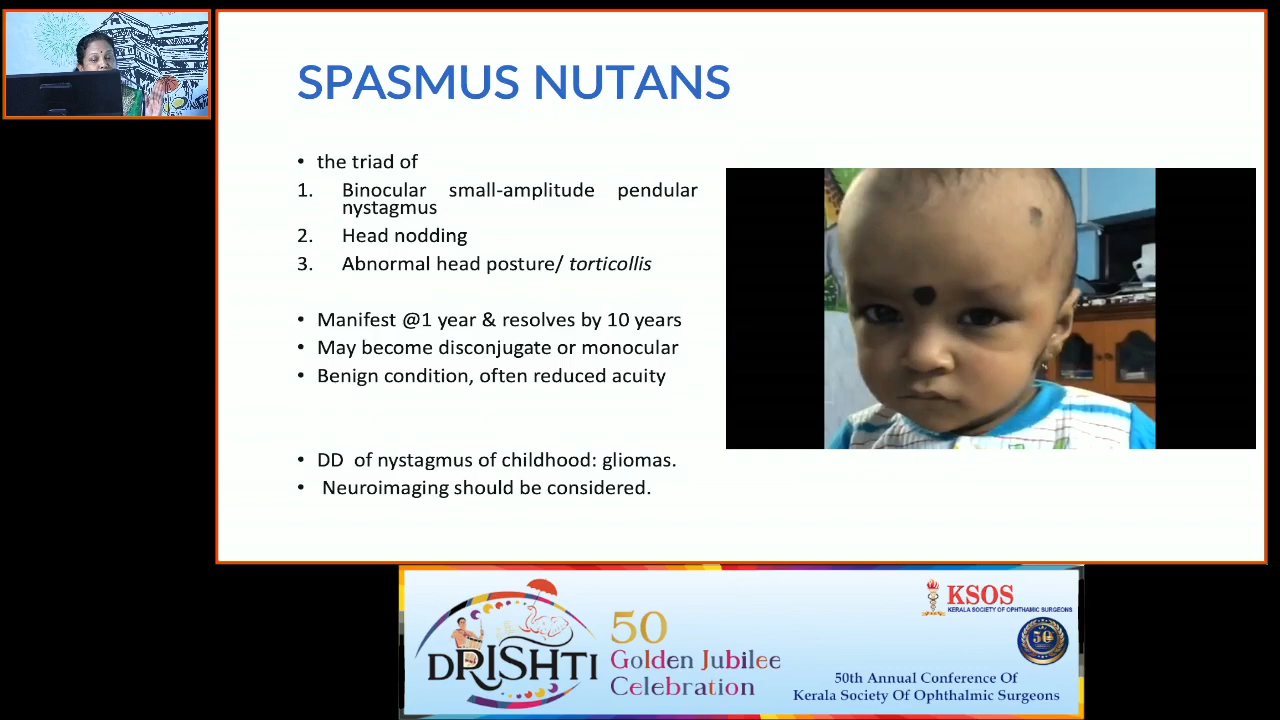 SPASMUS NUTANS
• the triad of
1. Binocular small-amplitude pendular
nystagmus
2. Head nodding
3. Abnormal head posture/ torticollis
• Manifest @1 year & resolves by 10 years
• May become disconjugate or monocular
• Benign condition, often reduced acuity
• DD of nystagmus of childhood: gliomas.
• Neuroimaging should be considered.
DRISHTI
50
Golden Jubilee
Celebration
KSOS
KERALA SOCIETY OF OPHTHAMIC SURGEONS
50
50th Annual Conference Of
Kerala Society Of Ophthalmic Surgeons